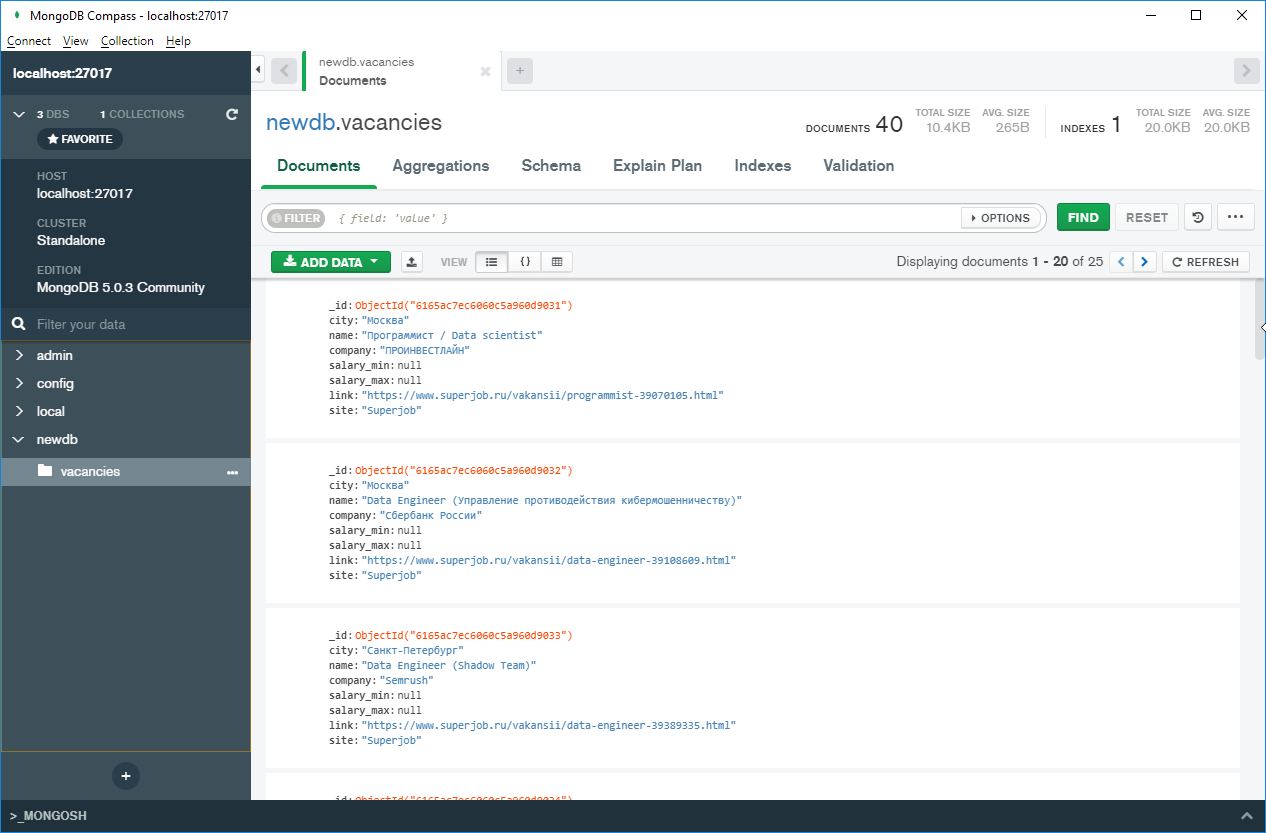 MongoDB Compass - localhost:27017
Connect View Collection Help
localhost:27017
3 DBS 1 COLLECTIONS
FAVORITE
HOST
localhost:27017
CLUSTER
Standalone
EDITION
MongoDB 5.0.3 Community
Filter your data
admin
config
local
newdb
vacancies
>_MONGOSH
newdb.vacancies
Documents
newdb.vacancies
DOCUMENTS 40
TOTAL SIZE
10.4KB
AVG. SIZE
265B
INDEXES 1
TOTAL SIZE
20.0KB
AVG. SIZE
20.0KB
Documents Aggregations Schema Explain Plan Indexes Validation
FILTER { field: 'value' } OPTIONS FIND RESET
ADD DATA VIEW {} Displaying documents 1 - 20 of 25 REFRESH
_id:ObjectId("6165ac7ec6060c5a960d9031")
city:"Москва"
name:"Программист / Data scientist"
company:"ПРОИНВЕСТЛАЙН"
salary_min:null
salary_max:null
link:"https://www.superjob.ru/vakansii/programmist-39070105.html"
site:"Superjob"
_id:ObjectId("6165ac7ec6060c5a960d9032")
city:"Москва"
name:"Data Engineer (Управление противодействия кибермошенничеству)"
company:"Сбербанк России"
salary_min:null
salary_max:null
link:"https://www.superjob.ru/vakansii/data-engineer-39108609.html"
site:"Superjob"
_id:ObjectId("6165ac7ec6060c5a960d9033")
city:"Санкт-Петербург"
name:"Data Engineer (Shadow Team)"
company:"Semrush"
salary_min:null
salary_max:null
link:"https://www.superjob.ru/vakansii/data-engineer-39389335.html"
site:"Superjob"